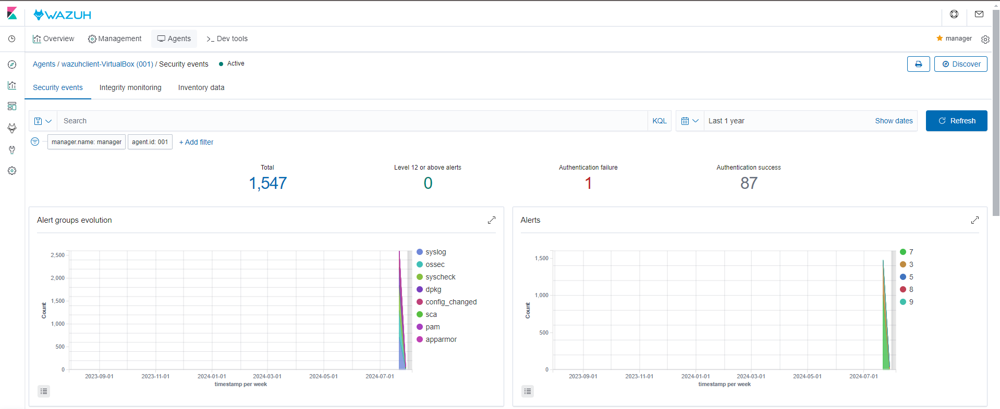 WAZUH
Overview Management Agents Dev tools manager
Agents / wazuhclient-VirtualBox (001) / Security events Active Discover
Security events Integrity monitoring Inventory data
Search KQL Last 1 year Show dates Refresh
manager.name: manager agent.id: 001 + Add filter
Total Level 12 or above alerts Authentication failure Authentication success
1,547 0 1 87
Alert groups evolution
2,500
2,000
1,500
1,000
500
0
Count
2023-09-01 2023-11-01 2024-01-01 2024-03-01 2024-05-01 2024-07-01
timestamp per week
syslog
ossec
syscheck
dpkg
config_changed
sca
pam
apparmor
Alerts
1,500
1,000
500
0
Count
2023-09-01 2023-11-01 2024-01-01 2024-03-01 2024-05-01 2024-07-01
timestamp per week
7
3
5
8
9